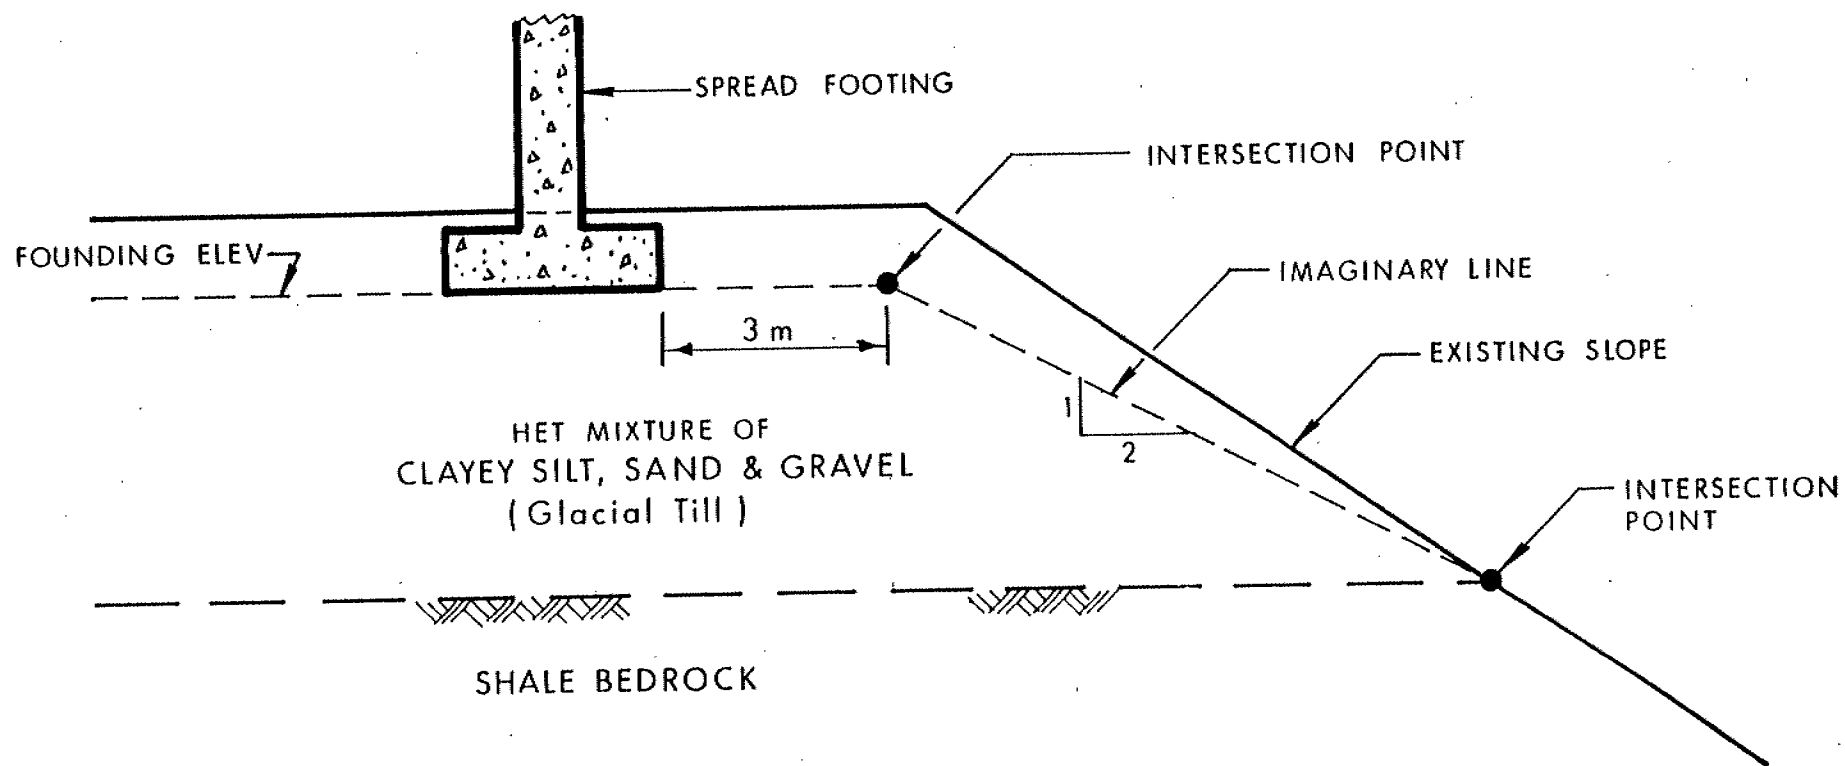 SPREAD FOOTING
INTERSECTION POINT
FOUNDING ELEV
IMAGINARY LINE
3 m
EXISTING SLOPE
1
2
HET MIXTURE OF
CLAYEY SILT, SAND & GRAVEL
(Glacial Till)
INTERSECTION
POINT
SHALE BEDROCK